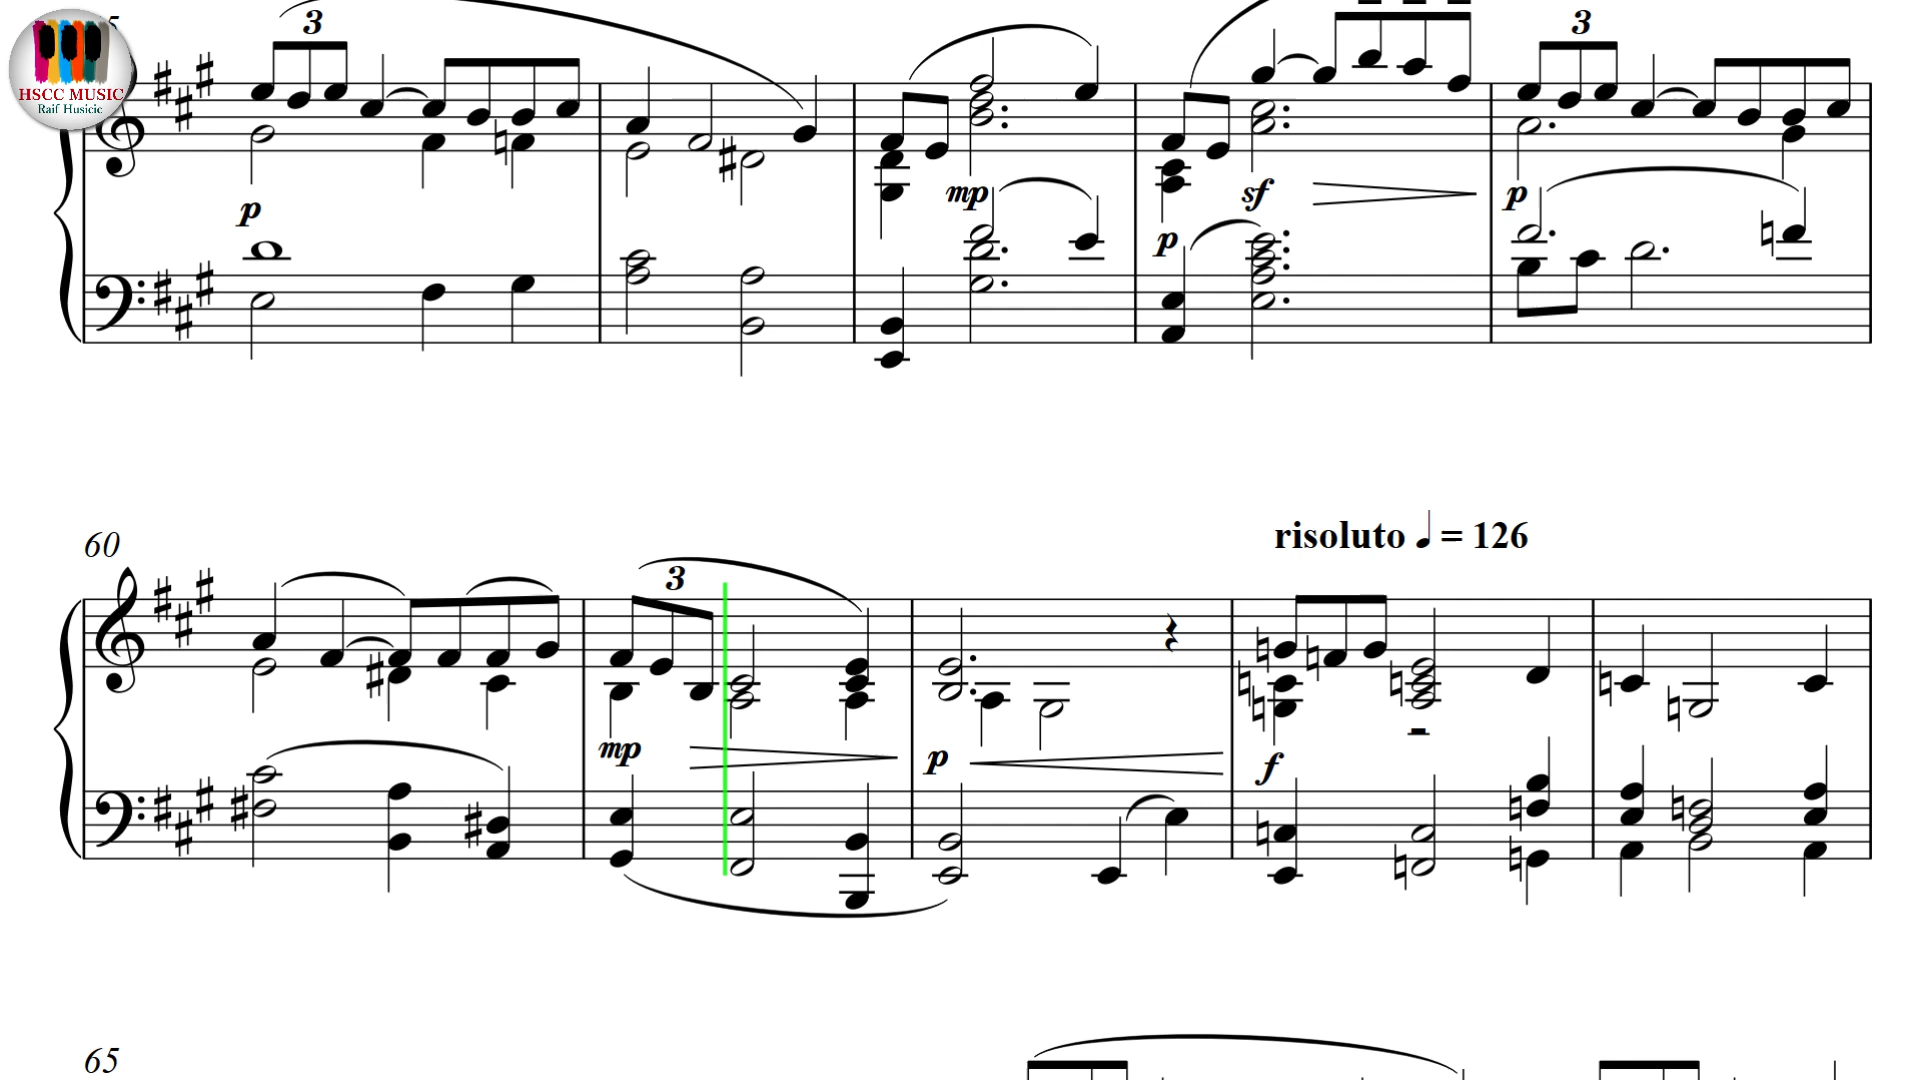 HSCC MUSIC
Raif Husicic
3
3
p
mp
sf
p
p
60
risoluto ♩ = 126
3
mp
p
f
65